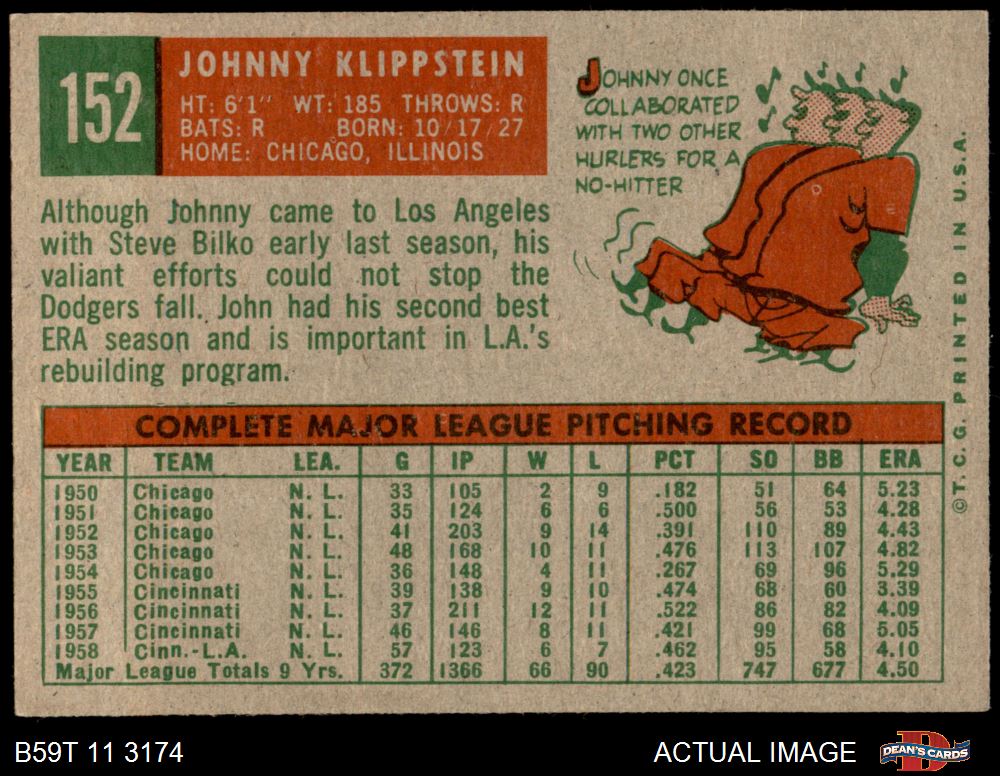 152
JOHNNY KLIPPSTEIN
HT: 6'1" WT: 185 THROWS: R
BATS: R BORN: 10/17/27
HOME: CHICAGO, ILLINOIS
JOHNNY ONCE
COLLABORATED
WITH TWO OTHER
HURLERS FOR A
NO-HITTER
Although Johnny came to Los Angeles
with Steve Bilko early last season, his
valiant efforts could not stop the
Dodgers fall. John had his second best
ERA season and is important in L.A.'s
rebuilding program.
COMPLETE MAJOR LEAGUE PITCHING RECORD
YEAR TEAM LEA. G IP W L PCT SO BB ERA
1950 Chicago N. L. 33 105 2 9 .182 51 64 5.23
1951 Chicago N. L. 35 124 6 6 .500 56 53 4.28
1952 Chicago N. L. 41 203 9 14 .391 110 89 4.43
1953 Chicago N. L. 48 168 10 11 .476 113 107 4.82
1954 Chicago N. L. 36 148 4 11 .267 69 96 5.29
1955 Cincinnati N. L. 39 138 9 10 .474 68 60 3.39
1956 Cincinnati N. L. 37 211 12 11 .522 86 82 4.09
1957 Cincinnati N. L. 46 146 8 11 .421 99 68 5.05
1958 Cinn.-L.A. N. L. 57 123 6 7 .462 95 58 4.10
Major League Totals 9 Yrs. 372 1366 66 90 .423 747 677 4.50
©T. C. G. PRINTED IN U.S.A.
B59T 11 3174
ACTUAL IMAGE
DEAN'S CARDS